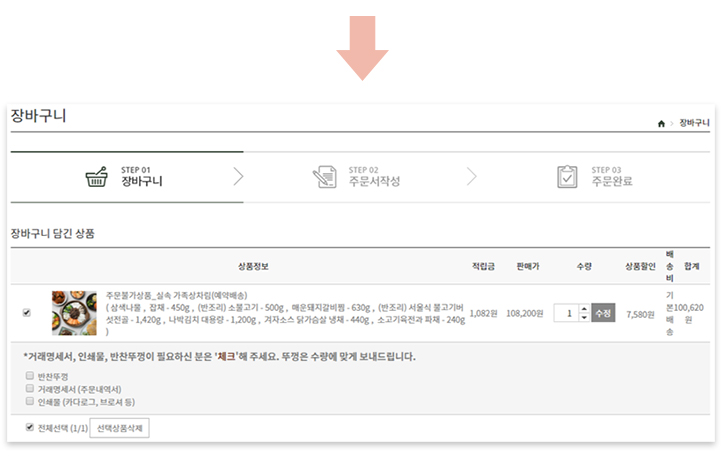 장바구니
> 장바구니
STEP 01
장바구니
STEP 02
주문서작성
STEP 03
주문완료
장바구니 담긴 상품
상품정보 적립금 판매가 수량 상품할인 배송비 합계
주문불가상품_실속 가족상차림(예약배송)
( 삼색나물 , 잡채 - 450g , (반조리) 소불고기 - 500g , 매운돼지갈비찜 - 630g , (반조리) 서울식 불고기버
섯전골 - 1,420g , 나박김치 대용량 - 1,200g , 겨자소스 닭가슴살 냉채 - 440g , 소고기육전과 파채 - 240g
)
1,082원 108,200원 1 수정 7,580원 기본배송 100,620원
*거래명세서, 인쇄물, 반찬뚜껑이 필요하신 분은 '체크'해 주세요. 뚜껑은 수량에 맞게 보내드립니다.
반찬뚜껑
거래명세서 (주문내역서)
인쇄물 (카다로그, 브로셔 등)
전체선택 (1/1) 선택상품삭제